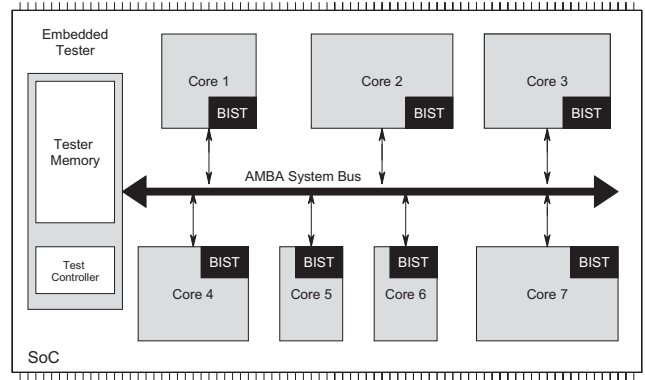 Embedded
Tester
Tester
Memory
Test
Controller
Core 1
BIST
Core 2
BIST
Core 3
BIST
AMBA System Bus
BIST
Core 4
BIST
Core 5
BIST
Core 6
BIST
Core 7
SoC